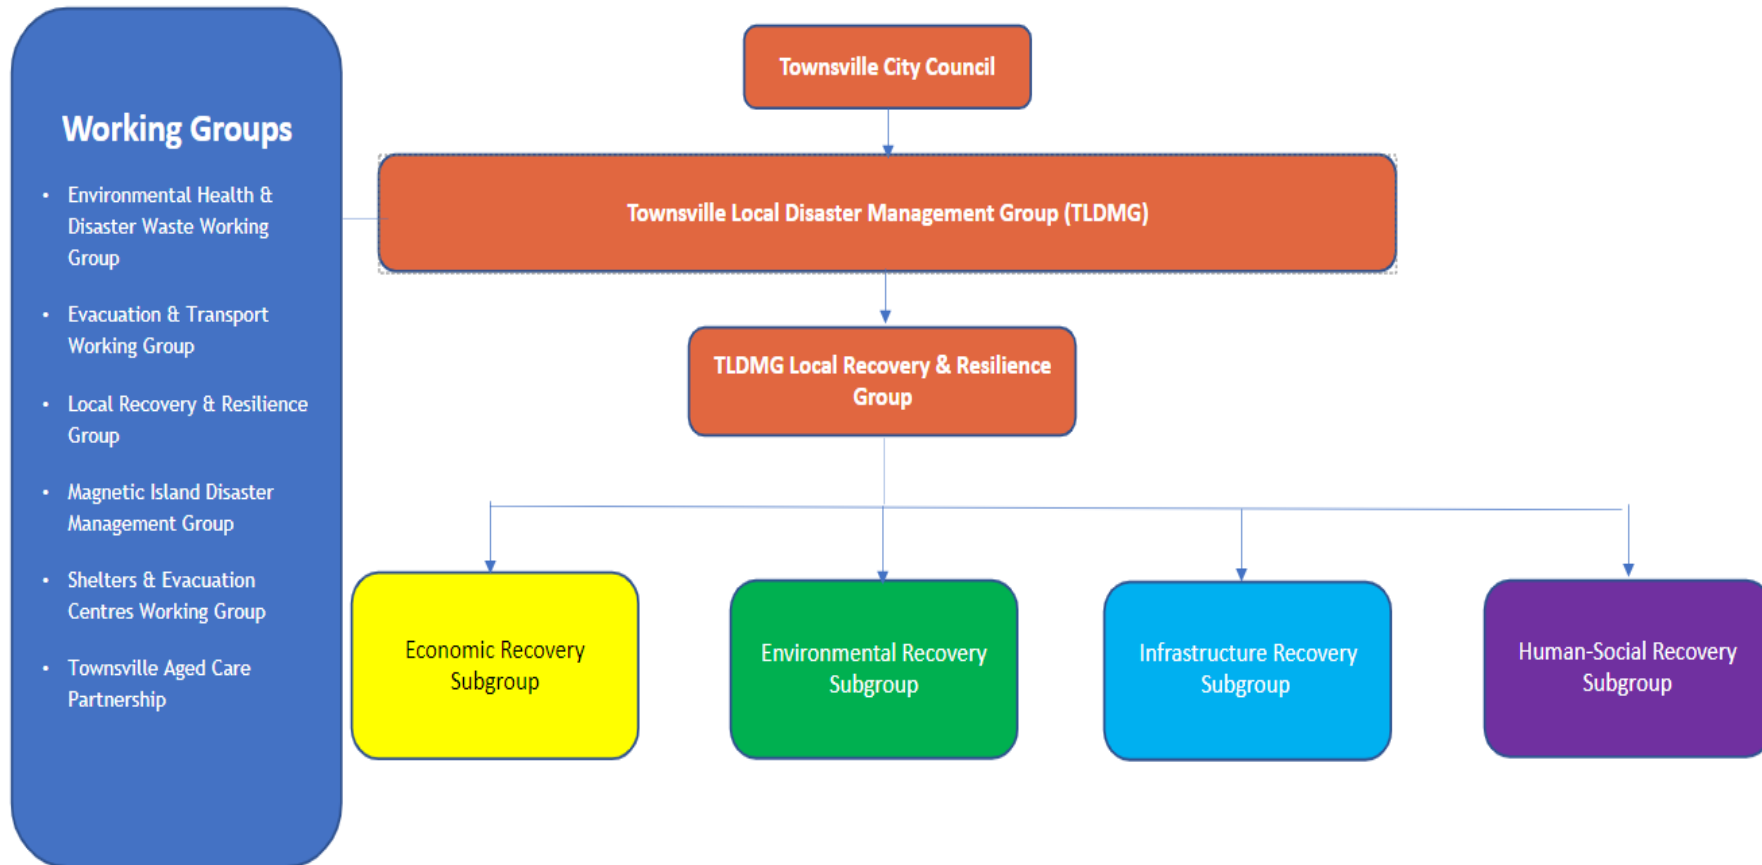 Working Groups
• Environmental Health &
Disaster Waste Working
Group
• Evacuation & Transport
Working Group
• Local Recovery & Resilience
Group
• Magnetic Island Disaster
Management Group
• Shelters & Evacuation
Centres Working Group
• Townsville Aged Care
Partnership
Townsville City Council
Townsville Local Disaster Management Group (TLDMG)
TLDMG Local Recovery & Resilience
Group
Economic Recovery
Subgroup
Environmental Recovery
Subgroup
Infrastructure Recovery
Subgroup
Human-Social Recovery
Subgroup